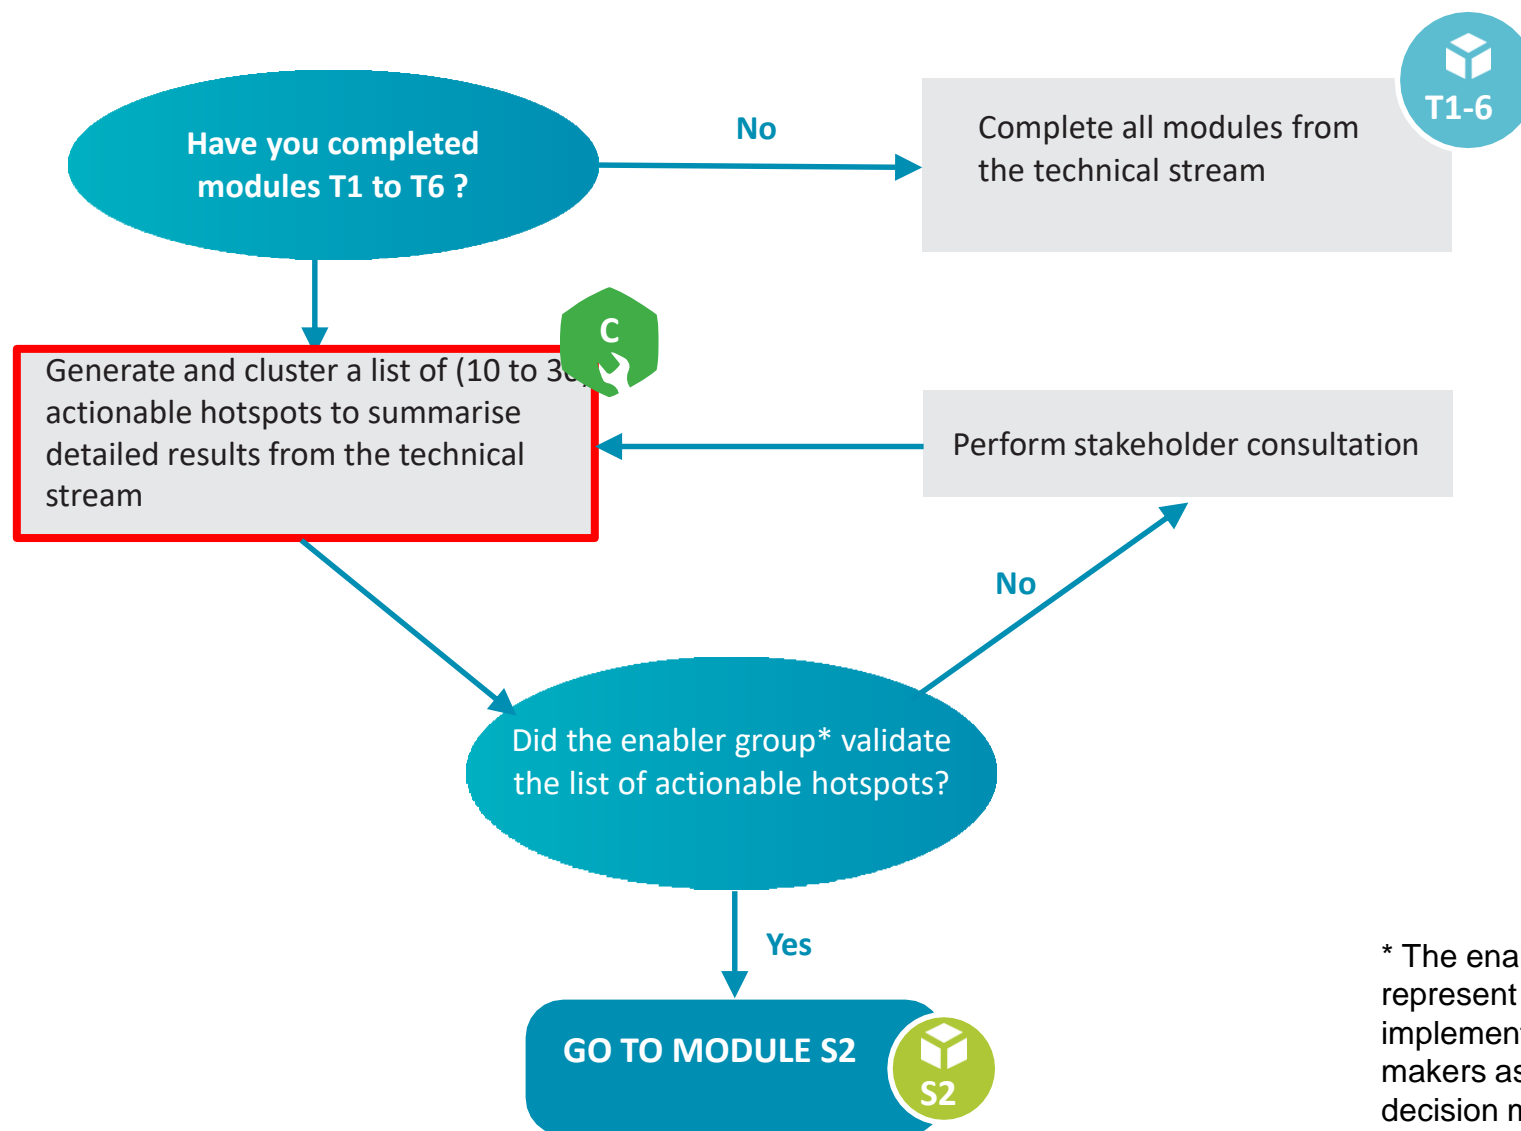 Have you completed
modules T1 to T6 ?
No
Complete all modules from
the technical stream
T1-6
C
Generate and cluster a list of (10 to
actionable hotspots to summarise
detailed results from the technical
stream
Perform stakeholder consultation
No
Did the enabler group* validate
the list of actionable hotspots?
Yes
GO TO MODULE S2
S2
* The
represent
makers
decision